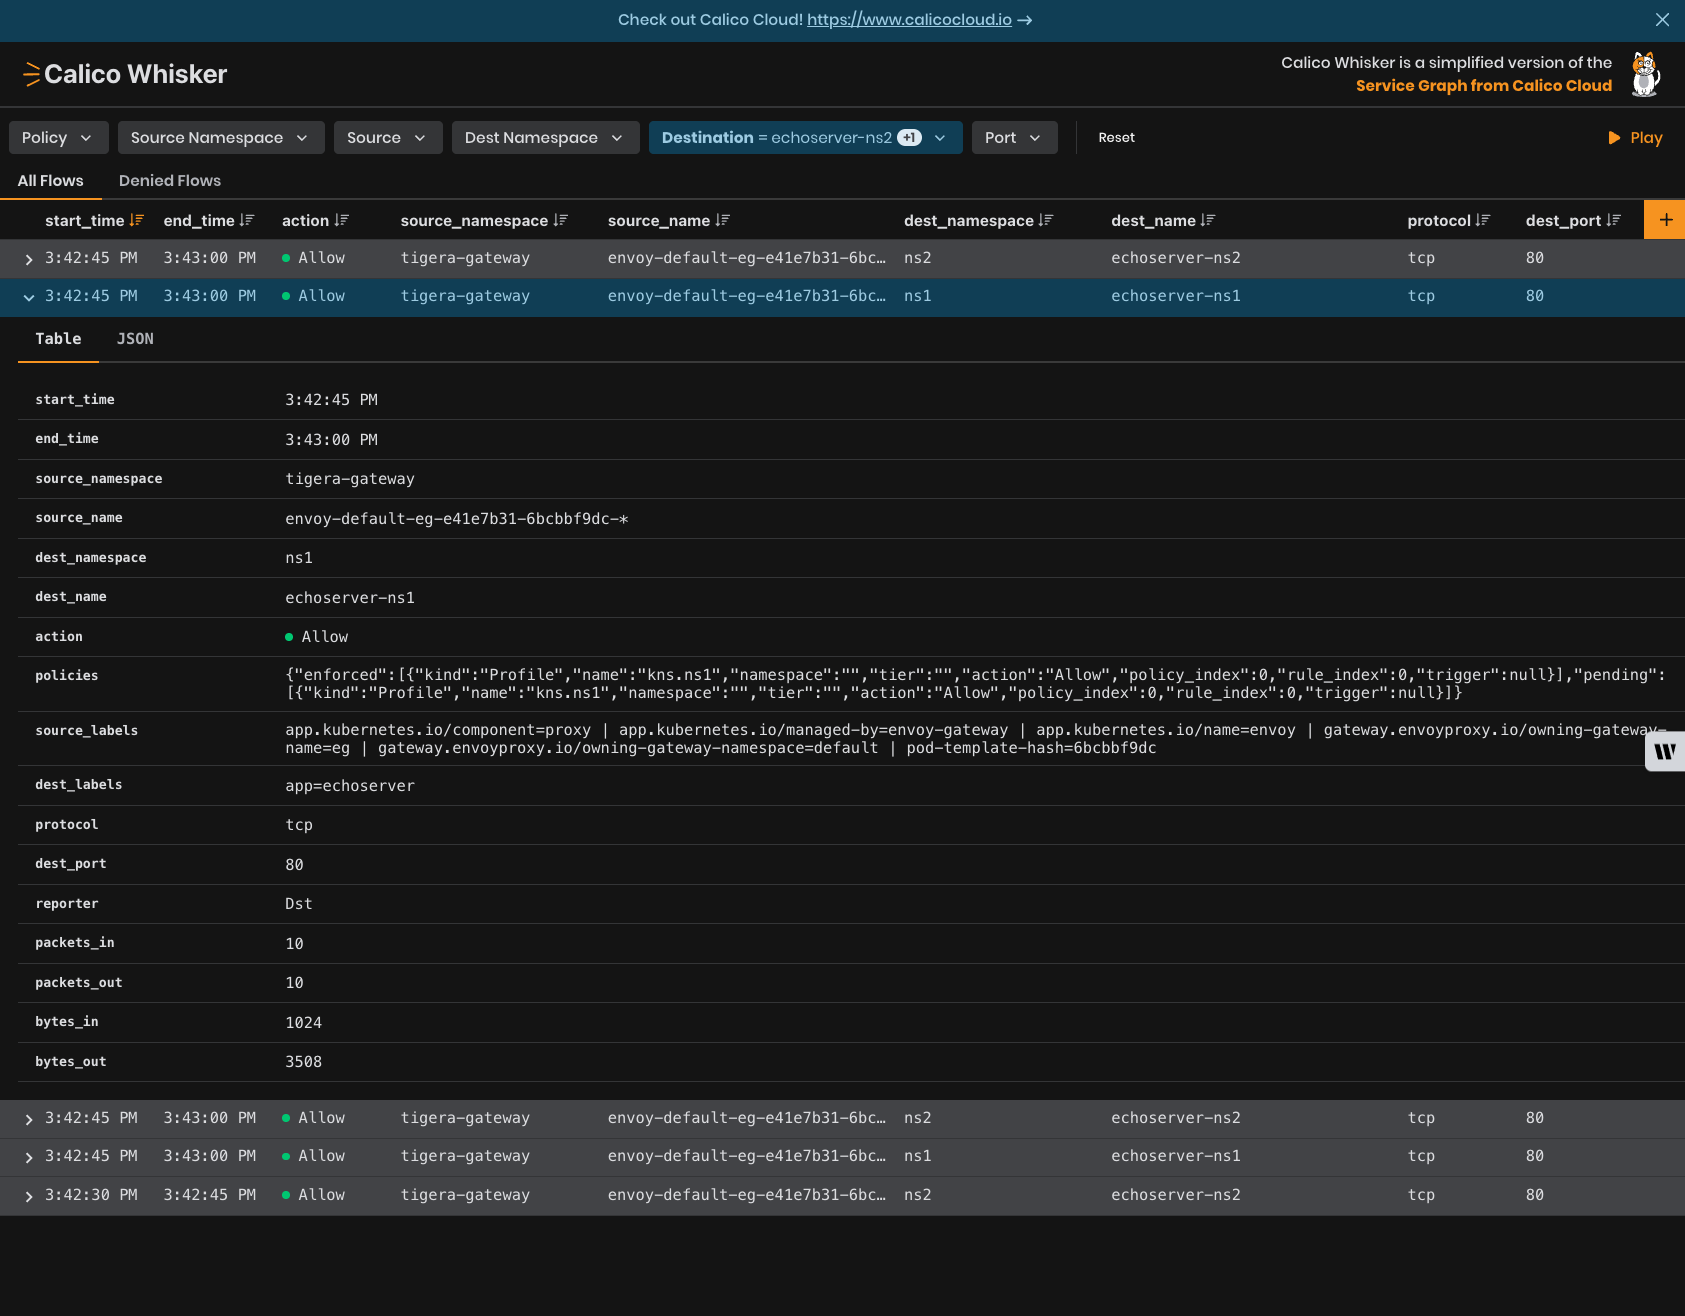 Check out Calico Cloud! https://www.calicocloud.io →
Calico Whisker
Calico Whisker is a simplified version of the
Service Graph from Calico Cloud
Policy Source Namespace Source Dest Namespace Destination = echoserver-ns2 +1 Port Reset Play
All Flows Denied Flows
start_time end_time action source_namespace source_name dest_namespace dest_name protocol dest_port +
3:42:45 PM 3:43:00 PM Allow tigera-gateway envoy-default-eg-e41e7b31-6bc… ns2 echoserver-ns2 tcp 80
3:42:45 PM 3:43:00 PM Allow tigera-gateway envoy-default-eg-e41e7b31-6bc… ns1 echoserver-ns1 tcp 80
Table JSON
start_time 3:42:45 PM
end_time 3:43:00 PM
source_namespace tigera-gateway
source_name envoy-default-eg-e41e7b31-6bcbbf9dc-*
dest_namespace ns1
dest_name echoserver-ns1
action Allow
policies {"enforced":[{"kind":"Profile","name":"kns.ns1","namespace":"","tier":"","action":"Allow","policy_index":0,"rule_index":0,"trigger":null}],"pending":
[{"kind":"Profile","name":"kns.ns1","namespace":"","tier":"","action":"Allow","policy_index":0,"rule_index":0,"trigger":null}]}
source_labels app.kubernetes.io/component=proxy | app.kubernetes.io/managed-by=envoy-gateway | app.kubernetes.io/name=envoy | gateway.envoyproxy.io/owning-gateway-
name=eg | gateway.envoyproxy.io/owning-gateway-namespace=default | pod-template-hash=6bcbbf9dc
W
dest_labels app=echoserver
protocol tcp
dest_port 80
reporter Dst
packets_in 10
packets_out 10
bytes_in 1024
bytes_out 3508
3:42:45 PM 3:43:00 PM Allow tigera-gateway envoy-default-eg-e41e7b31-6bc… ns2 echoserver-ns2 tcp 80
3:42:45 PM 3:43:00 PM Allow tigera-gateway envoy-default-eg-e41e7b31-6bc… ns1 echoserver-ns1 tcp 80
3:42:30 PM 3:42:45 PM Allow tigera-gateway envoy-default-eg-e41e7b31-6bc… ns2 echoserver-ns2 tcp 80